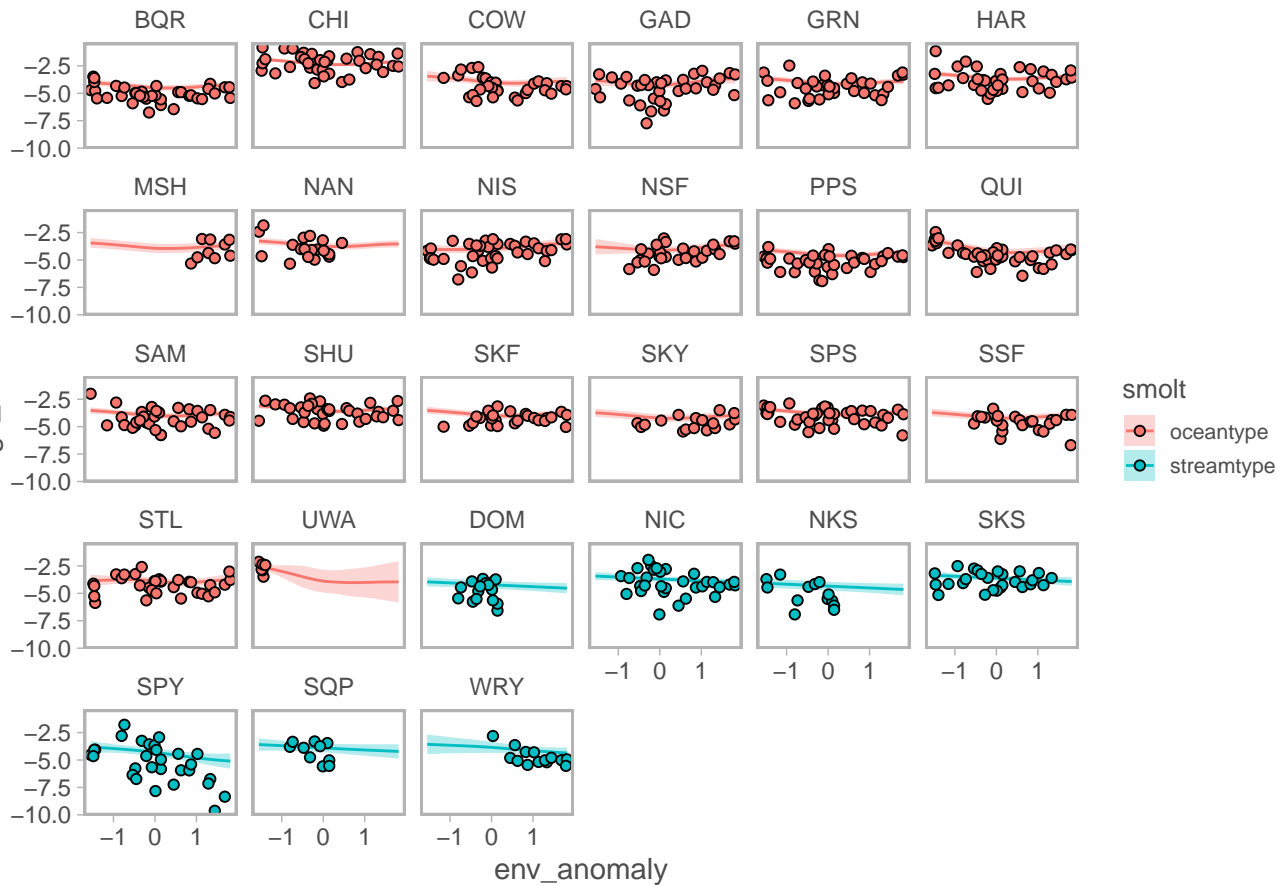 BQR CHI COW GAD GRN HAR
−2.5
−5.0
−7.5
−10.0
MSH NAN NIS NSF PPS QUI
−2.5
−5.0
−7.5
−10.0
SAM SHU SKF SKY SPS SSF
−2.5
−5.0
−7.5
−10.0
smolt
oceantype
streamtype
STL UWA DOM NIC NKS SKS
−2.5
−5.0
−7.5
−10.0
−1 0 1 −1 0 1 −1 0 1
SPY SQP WRY
−2.5
−5.0
−7.5
−10.0
−1 0 1 −1 0 1 −1 0 1
env_anomaly